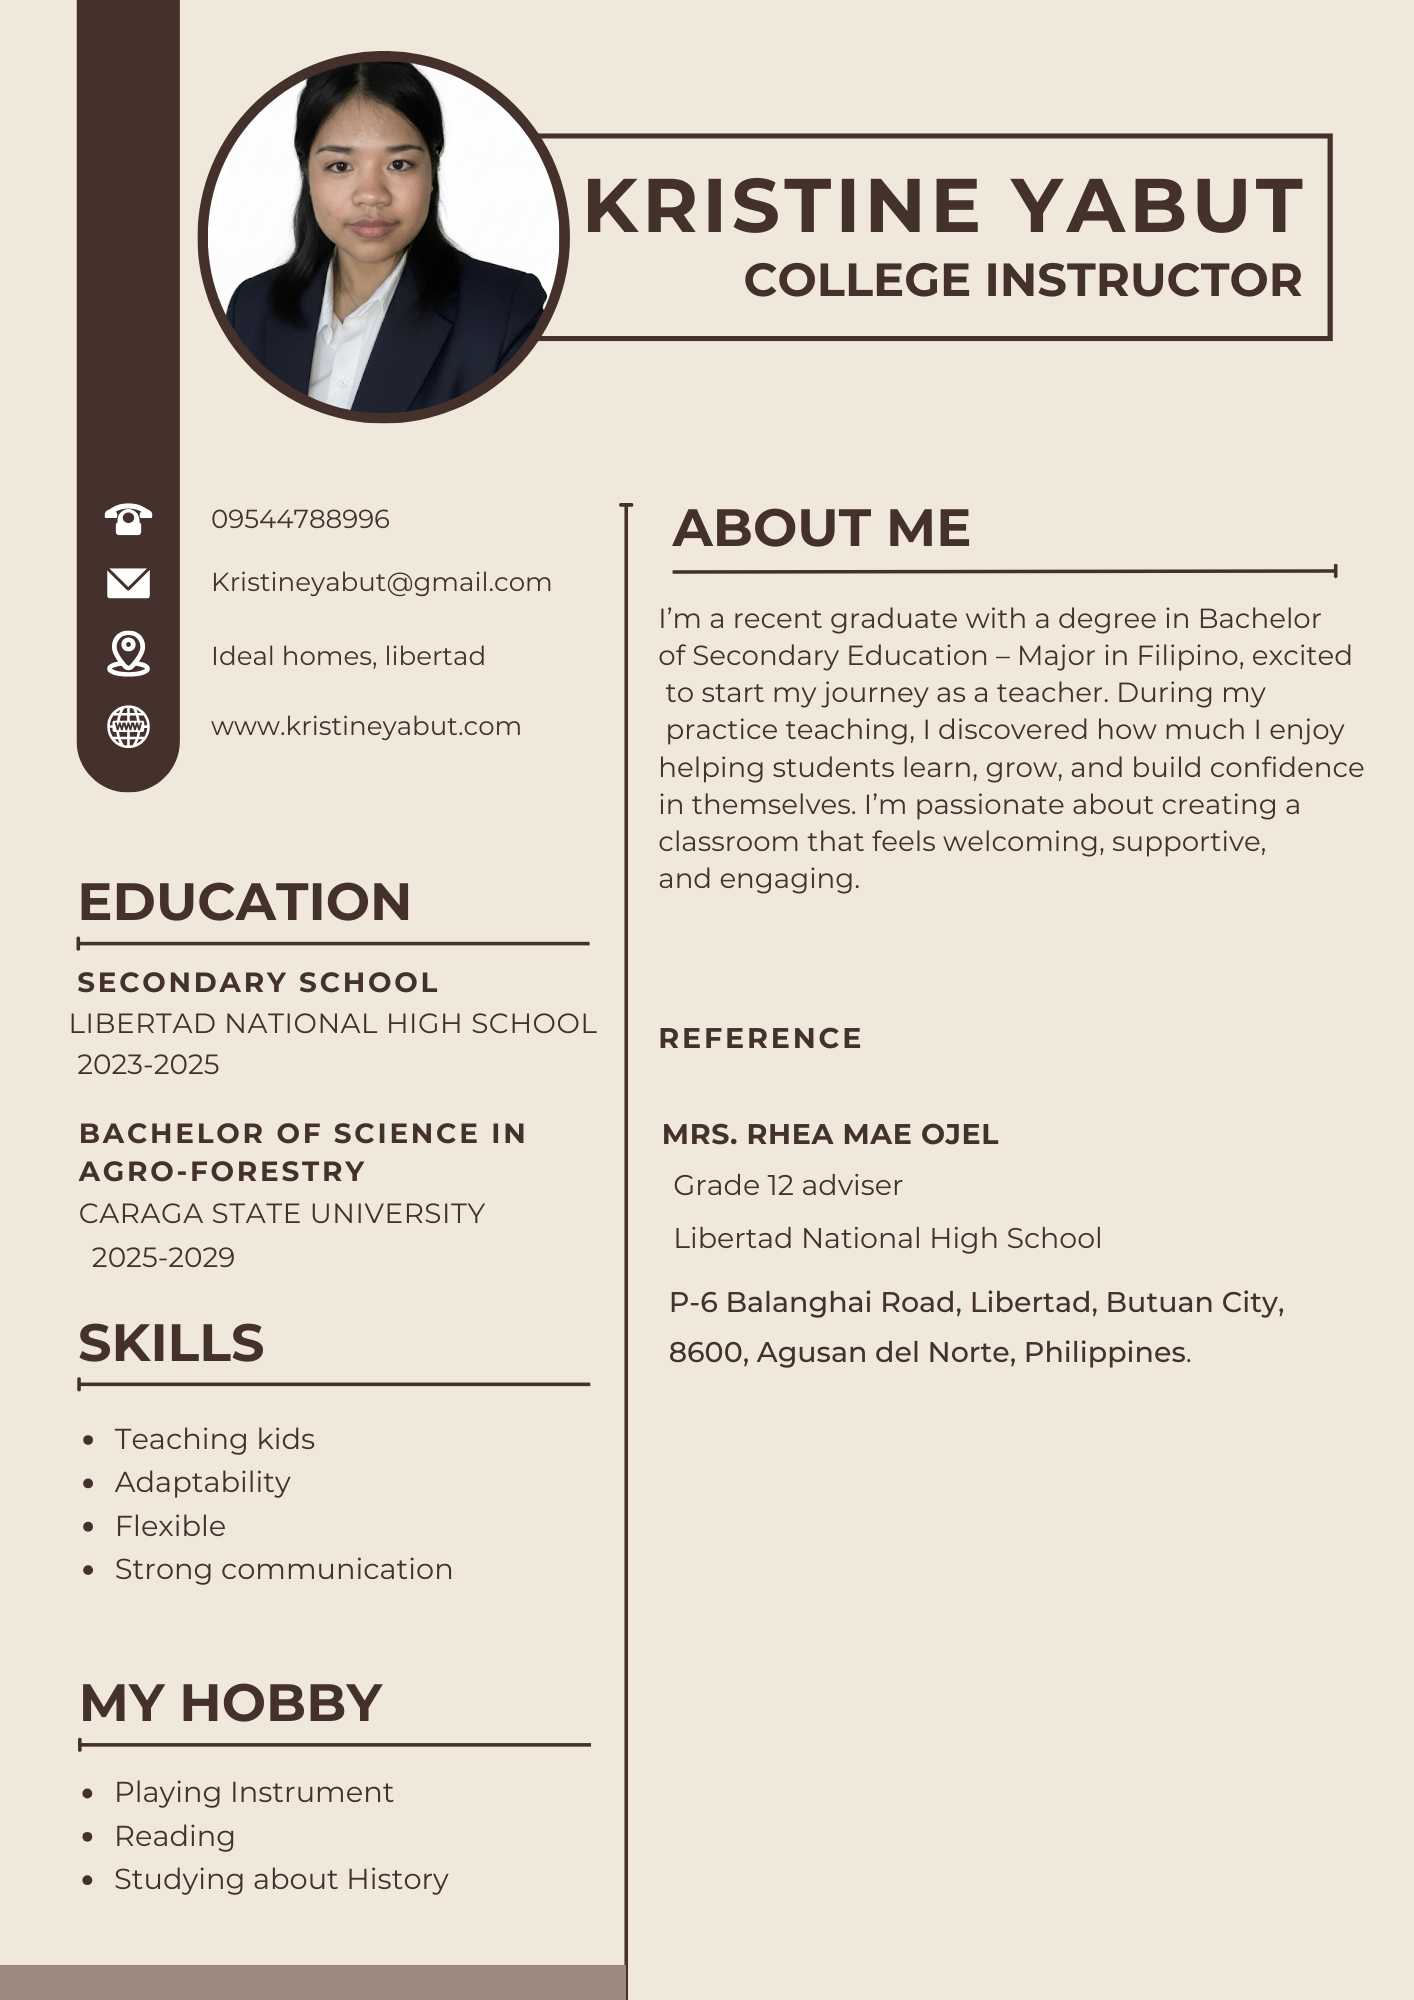 KRISTINE YABUT
COLLEGE INSTRUCTOR
09544788996
Kristineyabut@gmail.com
Ideal homes, libertad
www.kristineyabut.com
EDUCATION
SECONDARY SCHOOL
LIBERTAD NATIONAL HIGH SCHOOL
2023-2025
BACHELOR OF SCIENCE IN
AGRO-FORESTRY
CARAGA STATE UNIVERSITY
2025-2029
SKILLS
• Teaching kids
• Adaptability
• Flexible
• Strong communication
MY HOBBY
• Playing Instrument
• Reading
• Studying about History
ABOUT ME
I’m a recent graduate with a degree in Bachelor
of Secondary Education – Major in Filipino, excited
to start my journey as a teacher. During my
practice teaching, I discovered how much I enjoy
helping students learn, grow, and build confidence
in themselves. I’m passionate about creating a
classroom that feels welcoming, supportive,
and engaging.
REFERENCE
MRS. RHEA MAE OJEL
Grade 12 adviser
Libertad National High School
P-6 Balanghai Road, Libertad, Butuan City,
8600, Agusan del Norte, Philippines.